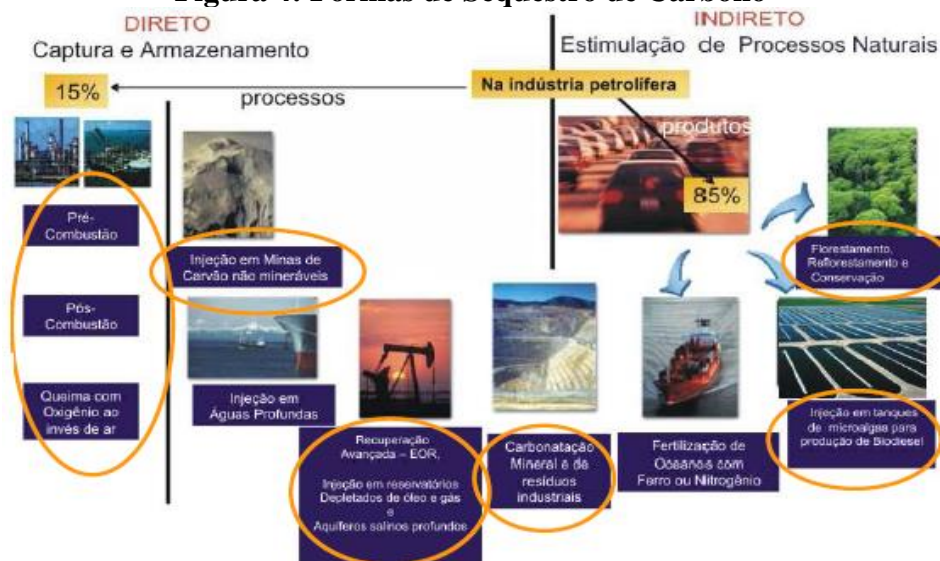 Figura 4: Formas de Sequestro de Carbono
DIRETO
Captura e Armazenamento
INDIRETO
Estimulação de Processos Naturais
15%
processos
Na indústria petrolífera
produtos
85%
Pré-
Combustão
Pós-
Combustão
Queima com
Oxigênio ao
invés de ar
Injeção em Minas de
Carvão não mineráveis
Injeção em
Águas Profundas
Recuperação
Avançada – EOR,
Injeção em reservatórios
Depletados de óleo e gás
e
Aquíferos salinos profundos
Carbonatação
Mineral e de
resíduos
industriais
Fertilização de
Oceanos com
Ferro ou Nitrogênio
Florestamento,
Reflorestamento e
Conservação
Injeção em tanques
de microalgas para
produção de Biodiesel